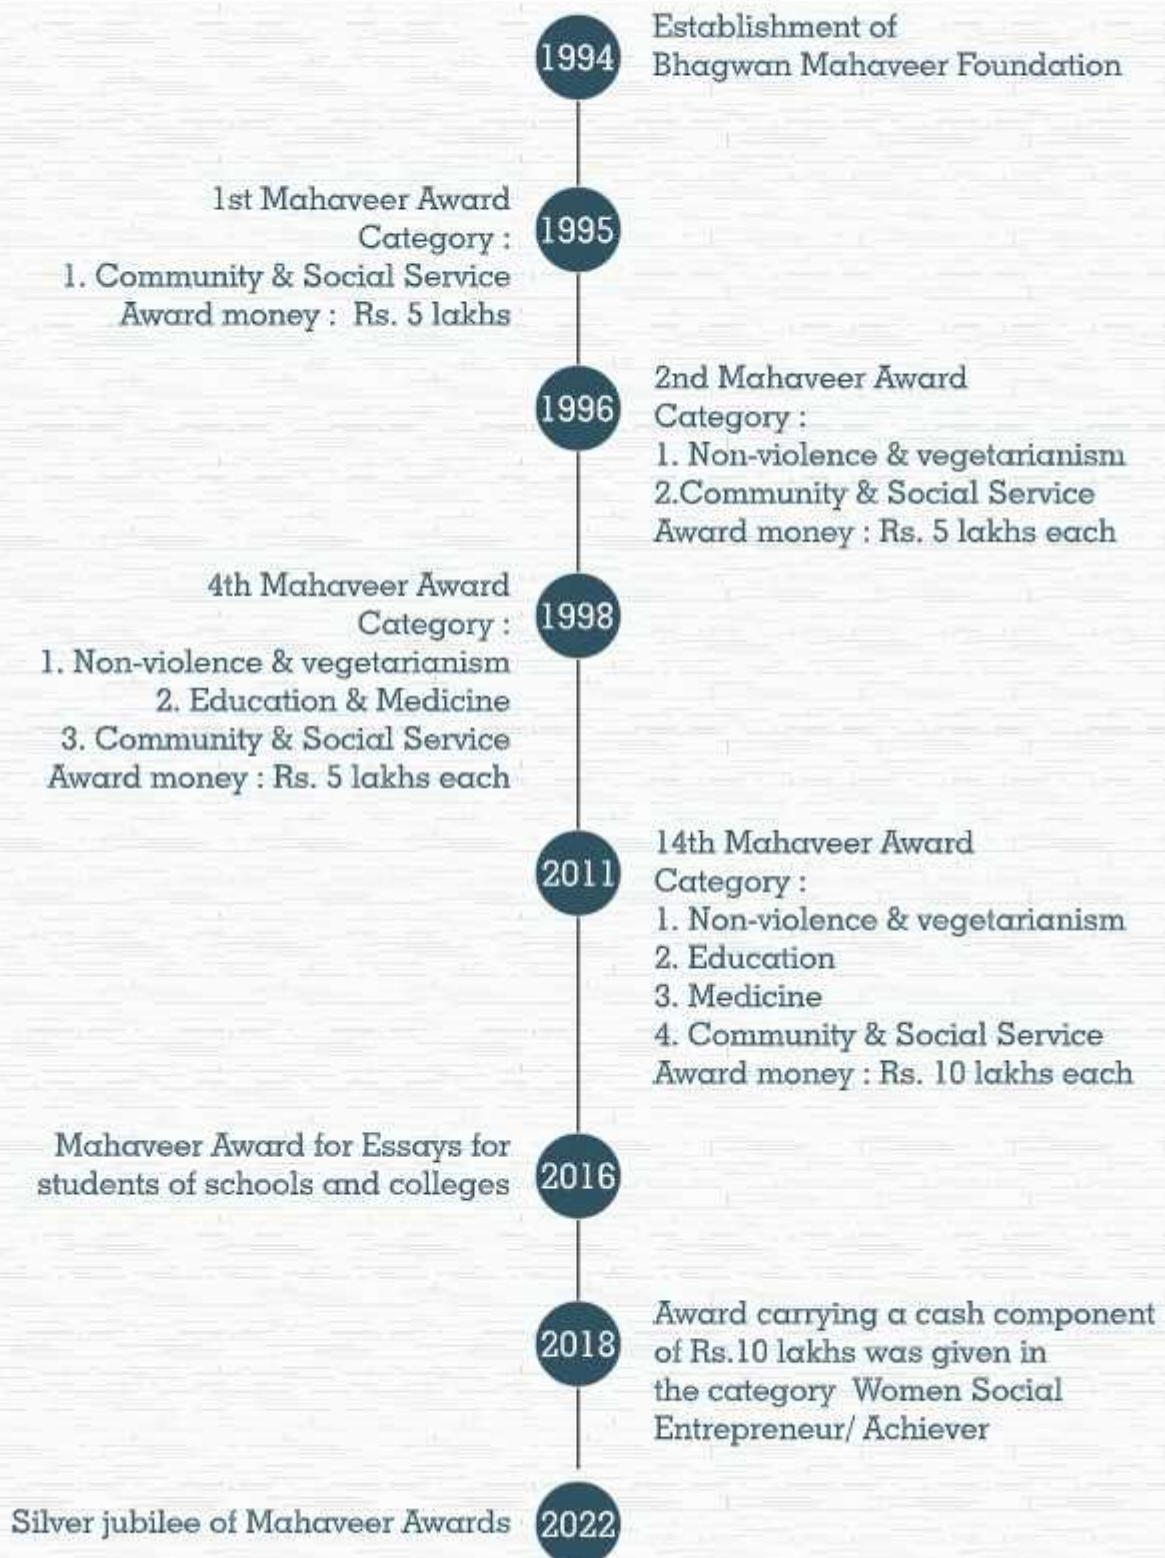 1994
Establishment of
Bhagwan Mahaveer Foundation
1st Mahaveer Award
Category :
1. Community & Social Service
Award money : Rs. 5 lakhs
1995
1996
2nd Mahaveer Award
Category :
1. Non-violence & vegetarianism
2.Community & Social Service
Award money : Rs. 5 lakhs each
4th Mahaveer Award
Category :
1. Non-violence & vegetarianism
2. Education & Medicine
3. Community & Social Service
Award money : Rs. 5 lakhs each
1998
2011
14th Mahaveer Award
Category :
1. Non-violence & vegetarianism
2. Education
3. Medicine
4. Community & Social Service
Award money : Rs. 10 lakhs each
Mahaveer Award for Essays for
students of schools and colleges
2016
2018
Award carrying a cash component
of Rs.10 lakhs was given in
the category Women Social
Entrepreneur/ Achiever
Silver jubilee of Mahaveer Awards
2022